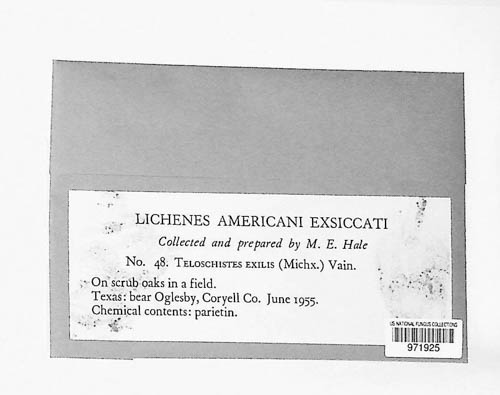 LICHENES AMERICANI EXSICCATI
Collected and prepared by M. E. Hale
No. 48. TELOSCHISTES EXILIS (Michx.) Vain.
On scrub oaks in a field.
Texas: bear Oglesby, Coryell Co. June 1955.
Chemical contents: parietin.
US NATIONAL FUNGUS COLLECTIONS
971925